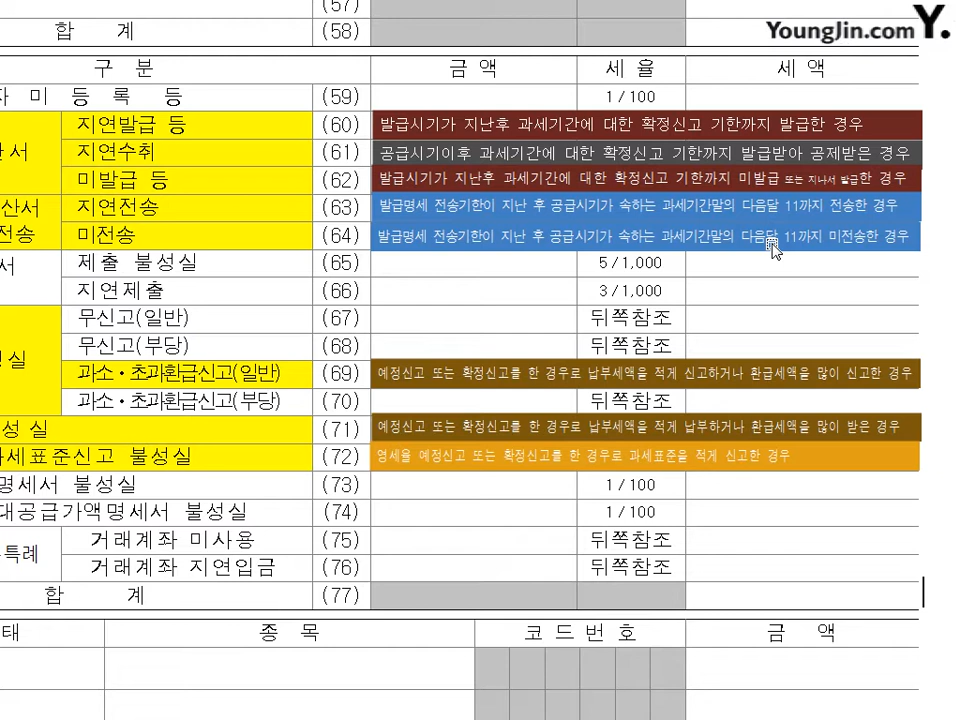 (57)
YoungJin.com Y.
합 계 (58)
구 분 금 액 세 율 세 액
자 미 등 록 등 (59) 1 / 100
지연발급 등 (60) 발급시기가 지난후 과세기간에 대한 확정신고 기한까지 발급한 경우
산서 지연수취 (61) 공급시기이후 과세기간에 대한 확정신고 기한까지 발급받아 공제받은 경우
미발급 등 (62) 발급시기가 지난후 과세기간에 대한 확정신고 기한까지 미발급 또는 지나서 발급한 경우
산서 지연전송 (63) 발급명세 전송기한이 지난 후 공급시기가 속하는 과세기간말의 다음달 11까지 전송한 경우
전송 미전송 (64) 발급명세 전송기한이 지난 후 공급시기가 속하는 과세기간말의 다음달 11까지 미전송한 경우
서 제출 불성실 (65) 5 / 1,000
지연제출 (66) 3 / 1,000
무신고(일반) (67) 뒤쪽참조
무신고(부당) (68) 뒤쪽참조
실 과소·초과환급신고(일반) (69) 예정신고 또는 확정신고를 한 경우로 납부세액을 적게 신고하거나 환급세액을 많이 신고한 경우
과소·초과환급신고(부당) (70) 뒤쪽참조
성 실 (71) 예정신고 또는 확정신고를 한 경우로 납부세액을 적게 납부하거나 환급세액을 많이 받은 경우
과세표준신고 불성실 (72) 영세율 예정신고 또는 확정신고를 한 경우로 과세표준을 적게 신고한 경우
명세서 불성실 (73) 1 / 100
대공급가액명세서 불성실 (74) 1 / 100
특례 거래계좌 미사용 (75) 뒤쪽참조
거래계좌 지연입금 (76) 뒤쪽참조
합 계 (77)
태 종 목 코 드 번 호 금 액